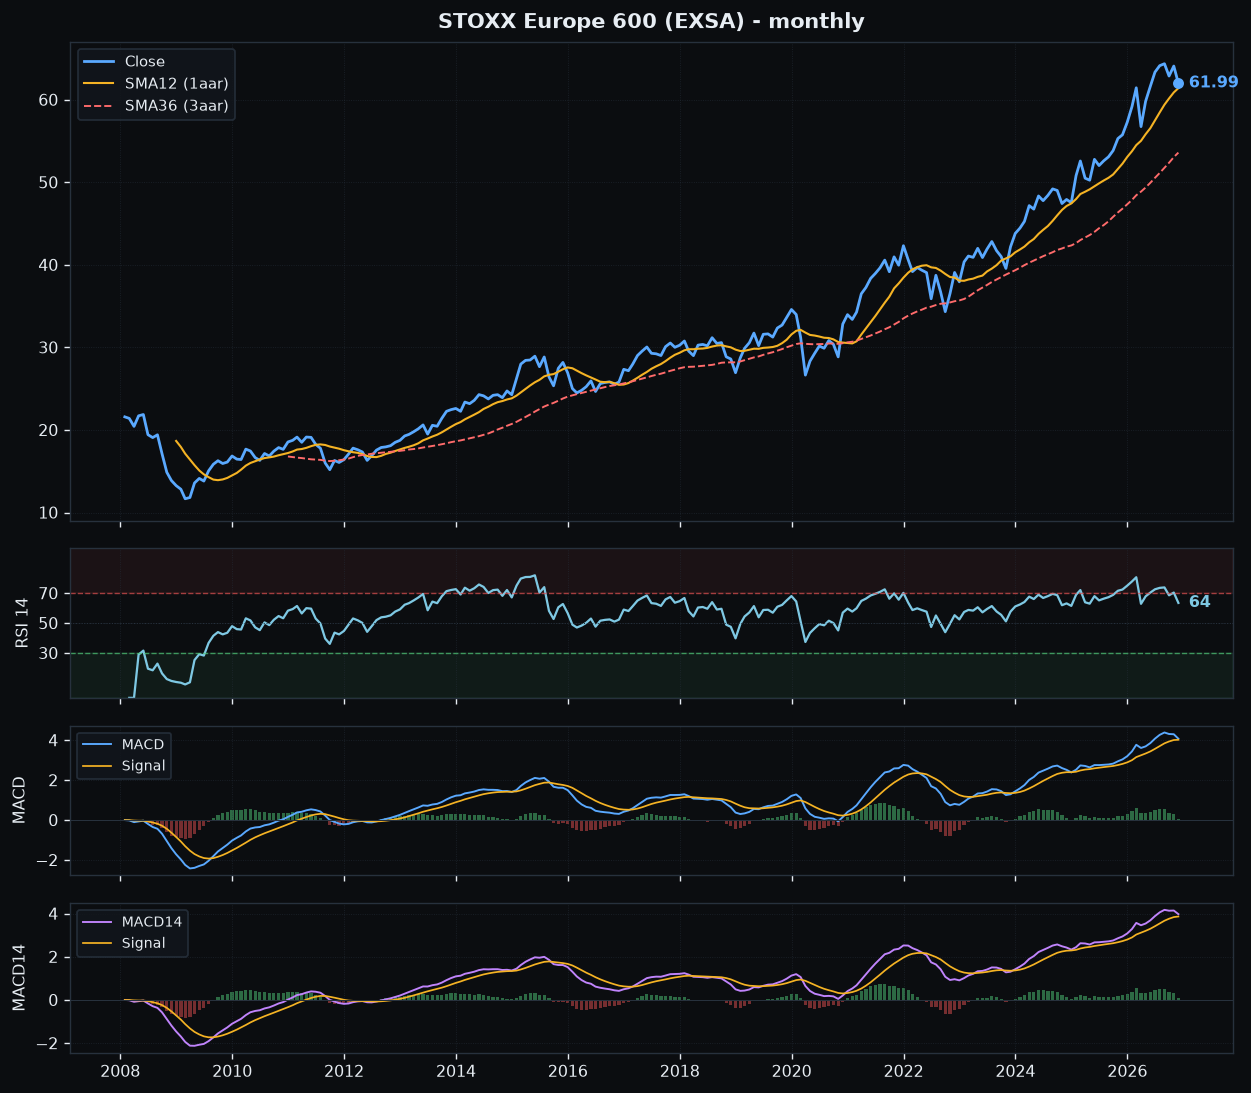 STOXX Europe 600 (EXSA) - monthly
Close
SMA12 (1aar)
SMA36 (3aar)
61.99
60
50
40
30
20
10
RSI 14
70
50
30
64
MACD
MACD
Signal
4
2
0
−2
MACD14
MACD14
Signal
4
2
0
−2
2008 2010 2012 2014 2016 2018 2020 2022 2024 2026